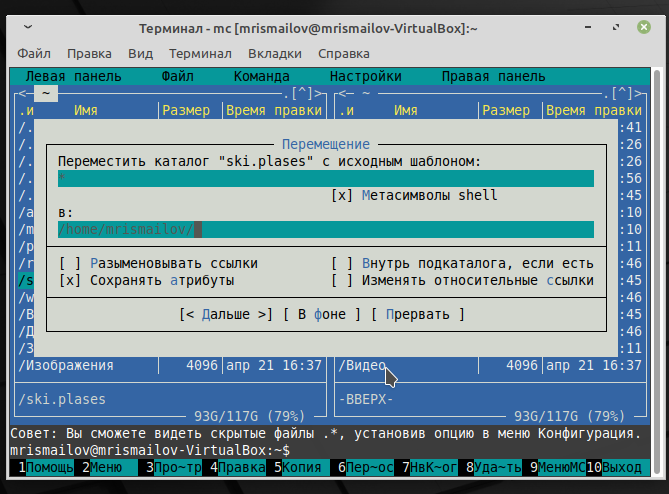 Терминал - mc [mrismailov@mrismailov-VirtualBox]:~
Файл Правка Вид Терминал Вкладки Справка
Левая панель Файл Команда Настройки Правая панель
<─ ~ .[^]> <─ ~ .[^]>
.и Имя Размер Время правки .и Имя Размер Время правки
/. :41
/. :26
Перемещение :26
Переместить каталог "ski.plases" с исходным шаблоном: :56
*
[x] Метасимволы shell :45
/a в: :10
/m /home/mrismailov/ :10
/p :11
/r [ ] Разыменовывать ссылки [ ] Внутрь подкаталога, если есть :46
/s [x] Сохранять атрибуты [ ] Изменять относительные ссылки :45
/w :46
/В [< Дальше >] [ В фоне ] [ Прервать ] :45
/Д :46
/З :11
/Изображения 4096 апр 21 16:37 /Видео 4096 апр 21 16:37
/ski.plases -ВВЕРХ-
93G/117G (79%) 93G/117G (79%)
Совет: Вы сможете видеть скрытые файлы .*, установив опцию в меню Конфигурация.
mrismailov@mrismailov-VirtualBox:~$
1Помощь 2Меню 3Про~тр 4Правка 5Копия 6Пер~ос 7НвК~ог 8Уда~ть 9МенюMC 10Выход